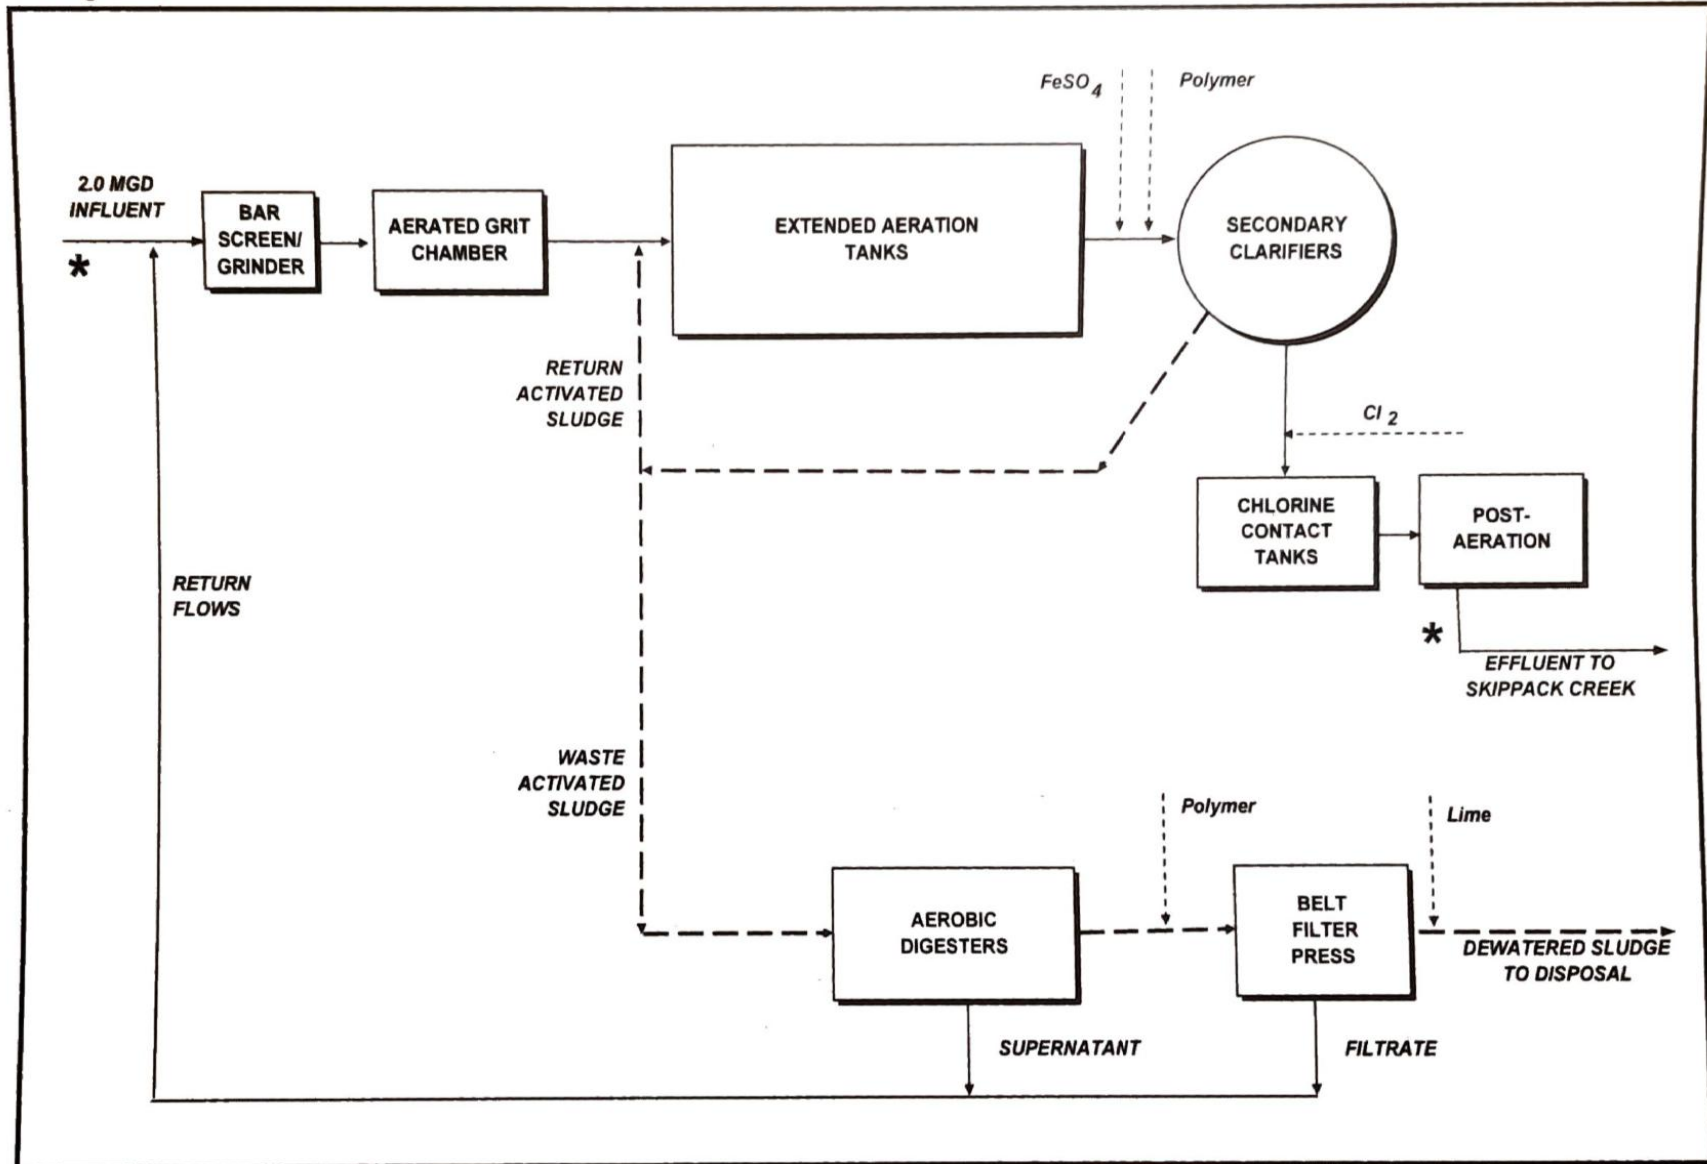 FeSO4
Polymer
2.0 MGD
INFLUENT
*
BAR
SCREEN/
GRINDER
AERATED GRIT
CHAMBER
EXTENDED AERATION
TANKS
SECONDARY
CLARIFIERS
RETURN
ACTIVATED
SLUDGE
Cl 2
CHLORINE
CONTACT
TANKS
POST-
AERATION
RETURN
FLOWS
*
EFFLUENT TO
SKIPPACK CREEK
WASTE
ACTIVATED
SLUDGE
Polymer
Lime
AEROBIC
DIGESTERS
BELT
FILTER
PRESS
DEWATERED SLUDGE
TO DISPOSAL
SUPERNATANT
FILTRATE